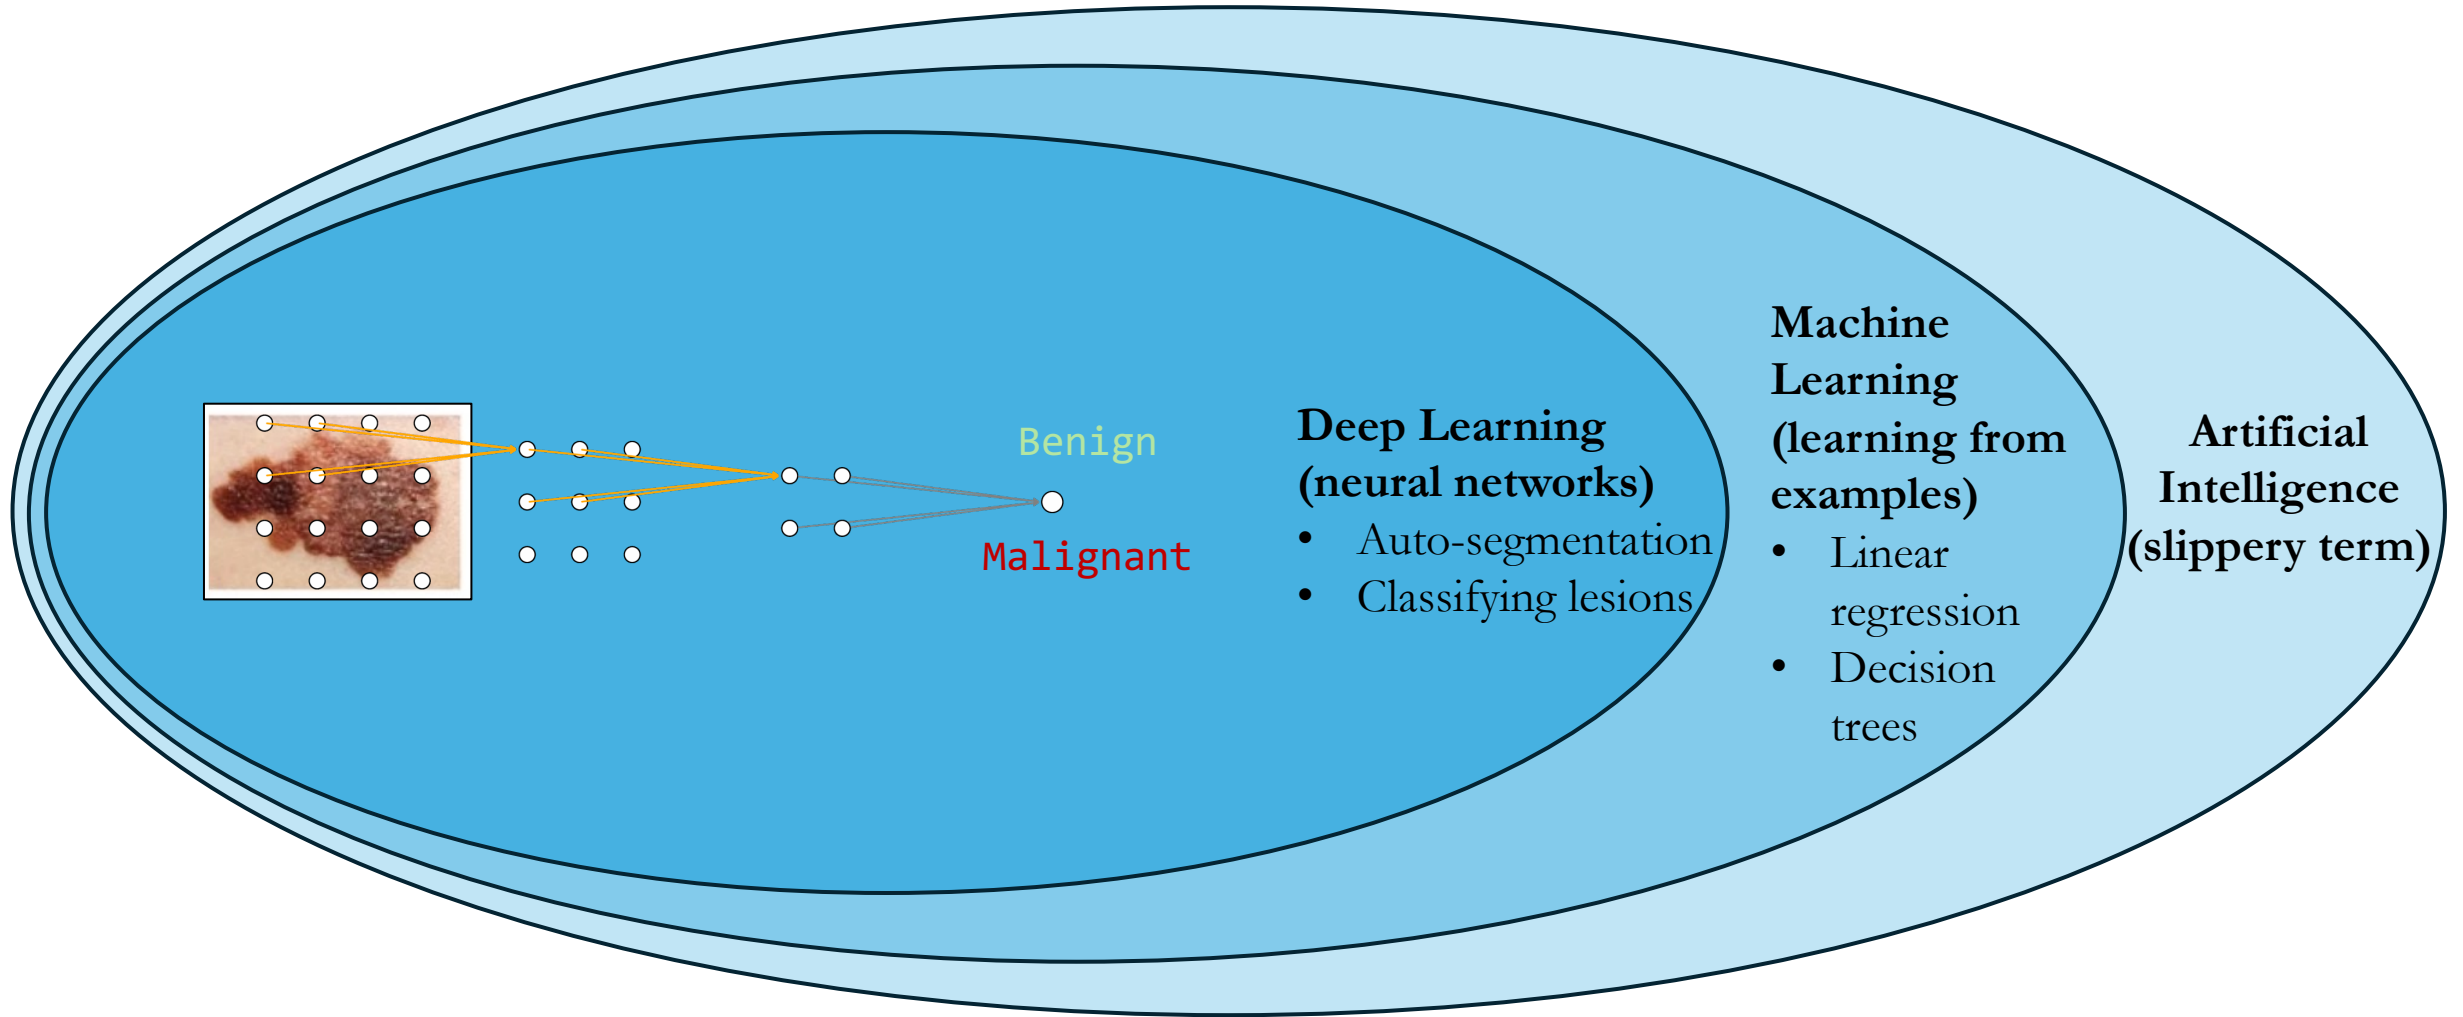 Benign
Malignant
Deep Learning
(neural networks)
• Auto-segmentation
• Classifying lesions
Machine
Learning
(learning from
examples)
• Linear
regression
• Decision
trees
Artificial
Intelligence
(slippery term)